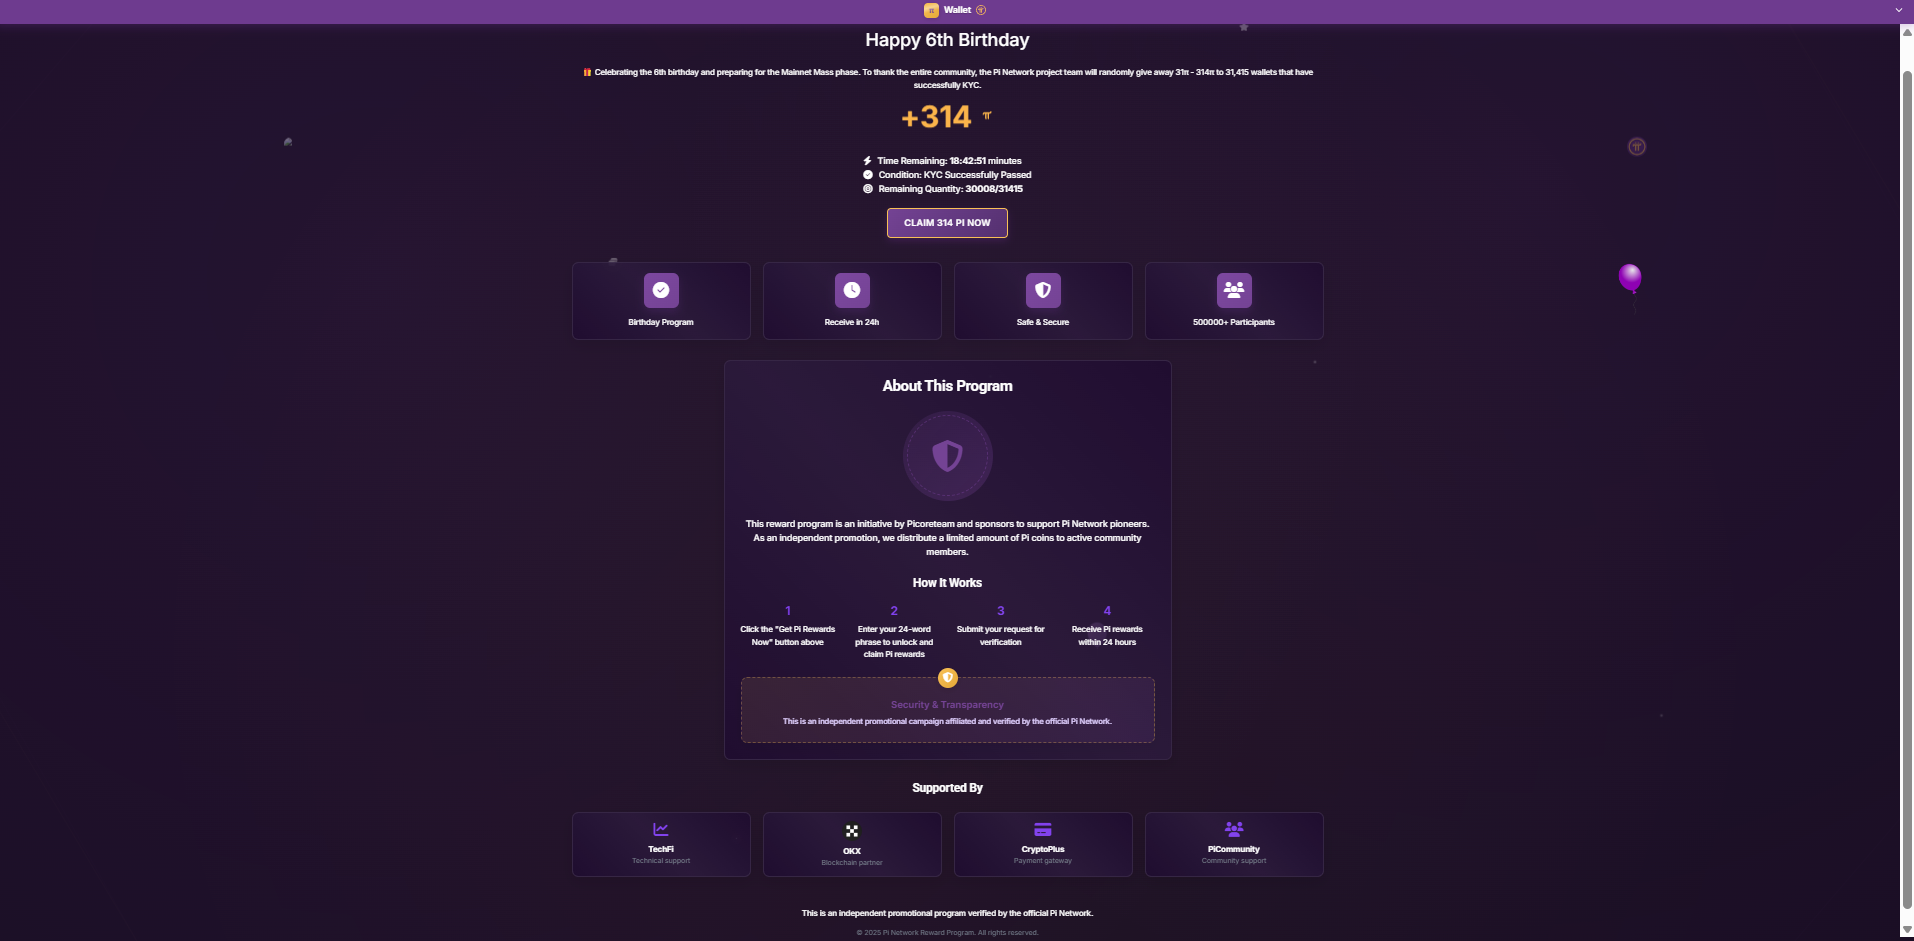 Wallet
Happy 6th Birthday
Celebrating the 6th birthday and preparing for the Mainnet Mass phase. To thank the entire community, the Pi Network project team will randomly give away 31π - 314π to 31,415 wallets that have
successfully KYC.
+314 π
Time Remaining: 18:42:51 minutes
Condition: KYC Successfully Passed
Remaining Quantity: 30008/31415
CLAIM 314 PI NOW
Birthday Program
Receive in 24h
Safe & Secure
500000+ Participants
About This Program
This reward program is an initiative by Picoreteam and sponsors to support Pi Network pioneers.
As an independent promotion, we distribute a limited amount of Pi coins to active community
members.
How It Works
1
Click the "Get Pi Rewards
Now" button above
2
Enter your 24-word
phrase to unlock and
claim Pi rewards
3
Submit your request for
verification
4
Receive Pi rewards
within 24 hours
Security & Transparency
This is an independent promotional campaign affiliated and verified by the official Pi Network.
Supported By
TechFi
Technical support
OKX
Blockchain partner
CryptoPlus
Payment gateway
PiCommunity
Community support
This is an independent promotional program verified by the official Pi Network.
© 2025 Pi Network Reward Program. All rights reserved.